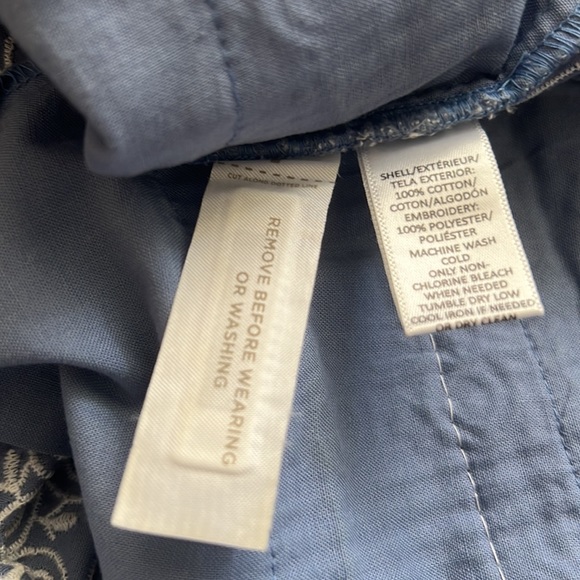 CUT ALONG DOTTED LINE
REMOVE BEFORE WEARING
OR WASHING
SHELL/EXTÉRIEUR/
TELA EXTERIOR:
100% COTTON/
COTON/ALGODÓN
EMBROIDERY:
100% POLYESTER/
POLIÉSTER
MACHINE WASH
COLD
ONLY NON-
CHLORINE BLEACH
WHEN NEEDED
TUMBLE DRY LOW
COOL IRON IF NEEDED
OR DRY CLEAN